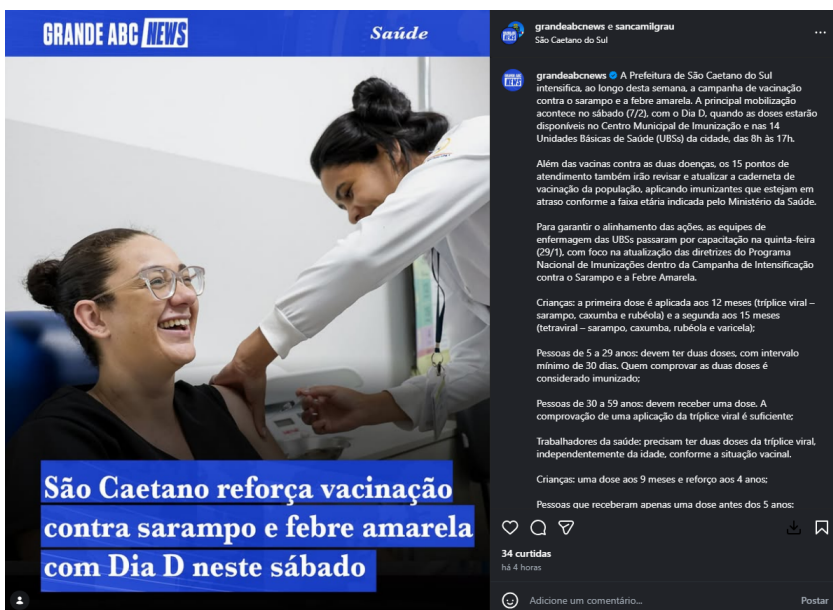 GRANDE ABC NEWS
Saúde
São Caetano reforça vacinação
contra sarampo e febre amarela
com Dia D neste sábado
grandeabcnews e sancamilgrau
São Caetano do Sul
grandeabcnews A Prefeitura de São Caetano do Sul
intensifica, ao longo desta semana, a campanha de vacinação
contra o sarampo e a febre amarela. A principal mobilização
acontece no sábado (7/2), com o Dia D, quando as doses estarão
disponíveis no Centro Municipal de Imunização e nas 14
Unidades Básicas de Saúde (UBSs) da cidade, das 8h às 17h.
Além das vacinas contra as duas doenças, os 15 pontos de
atendimento também irão revisar e atualizar a caderneta de
vacinação da população, aplicando imunizantes que estejam em
atraso conforme a faixa etária indicada pelo Ministério da Saúde.
Para garantir o alinhamento das ações, as equipes de
enfermagem das UBSs passaram por capacitação na quinta-feira
(29/1), com foco na atualização das diretrizes do Programa
Nacional de Imunizações dentro da Campanha de Intensificação
contra o Sarampo e a Febre Amarela.
Crianças: a primeira dose é aplicada aos 12 meses (tríplice viral –
sarampo, caxumba e rubéola) e a segunda aos 15 meses
(tetraviral – sarampo, caxumba, rubéola e varicela);
Pessoas de 5 a 29 anos: devem ter duas doses, com intervalo
mínimo de 30 dias. Quem comprovar as duas doses é
considerado imunizado;
Pessoas de 30 a 59 anos: devem receber uma dose. A
comprovação de uma aplicação da tríplice viral é suficiente;
Trabalhadores da saúde: precisam ter duas doses da tríplice viral,
independentemente da idade, conforme a situação vacinal.
Crianças: uma dose aos 9 meses e reforço aos 4 anos;
Pessoas que receberam apenas uma dose antes dos 5 anos:
34 curtidas
há 4 horas
Adicione um comentário...
Postar